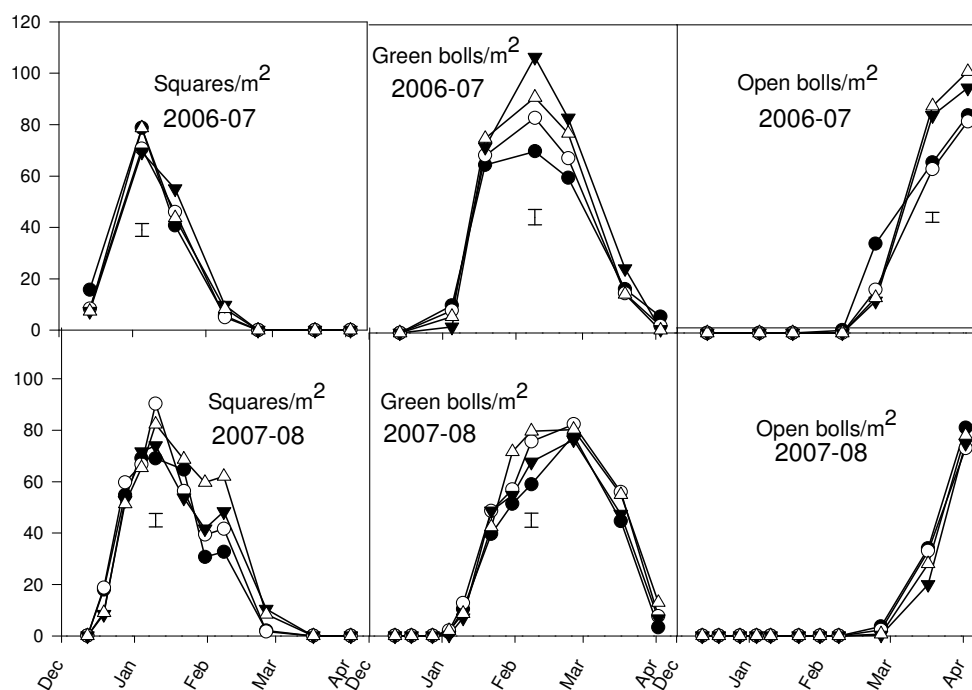 120
100
80
60
40
20
0
Squares/m²
2006-07
Green bolls/m²
2006-07
Open bolls/m²
2006-07
100
80
60
40
20
0
Squares/m²
2007-08
Green bolls/m²
2007-08
Open bolls/m²
2007-08
Dec Jan Feb Mar Apr Dec Jan Feb Mar Apr Dec Jan Feb Mar Apr